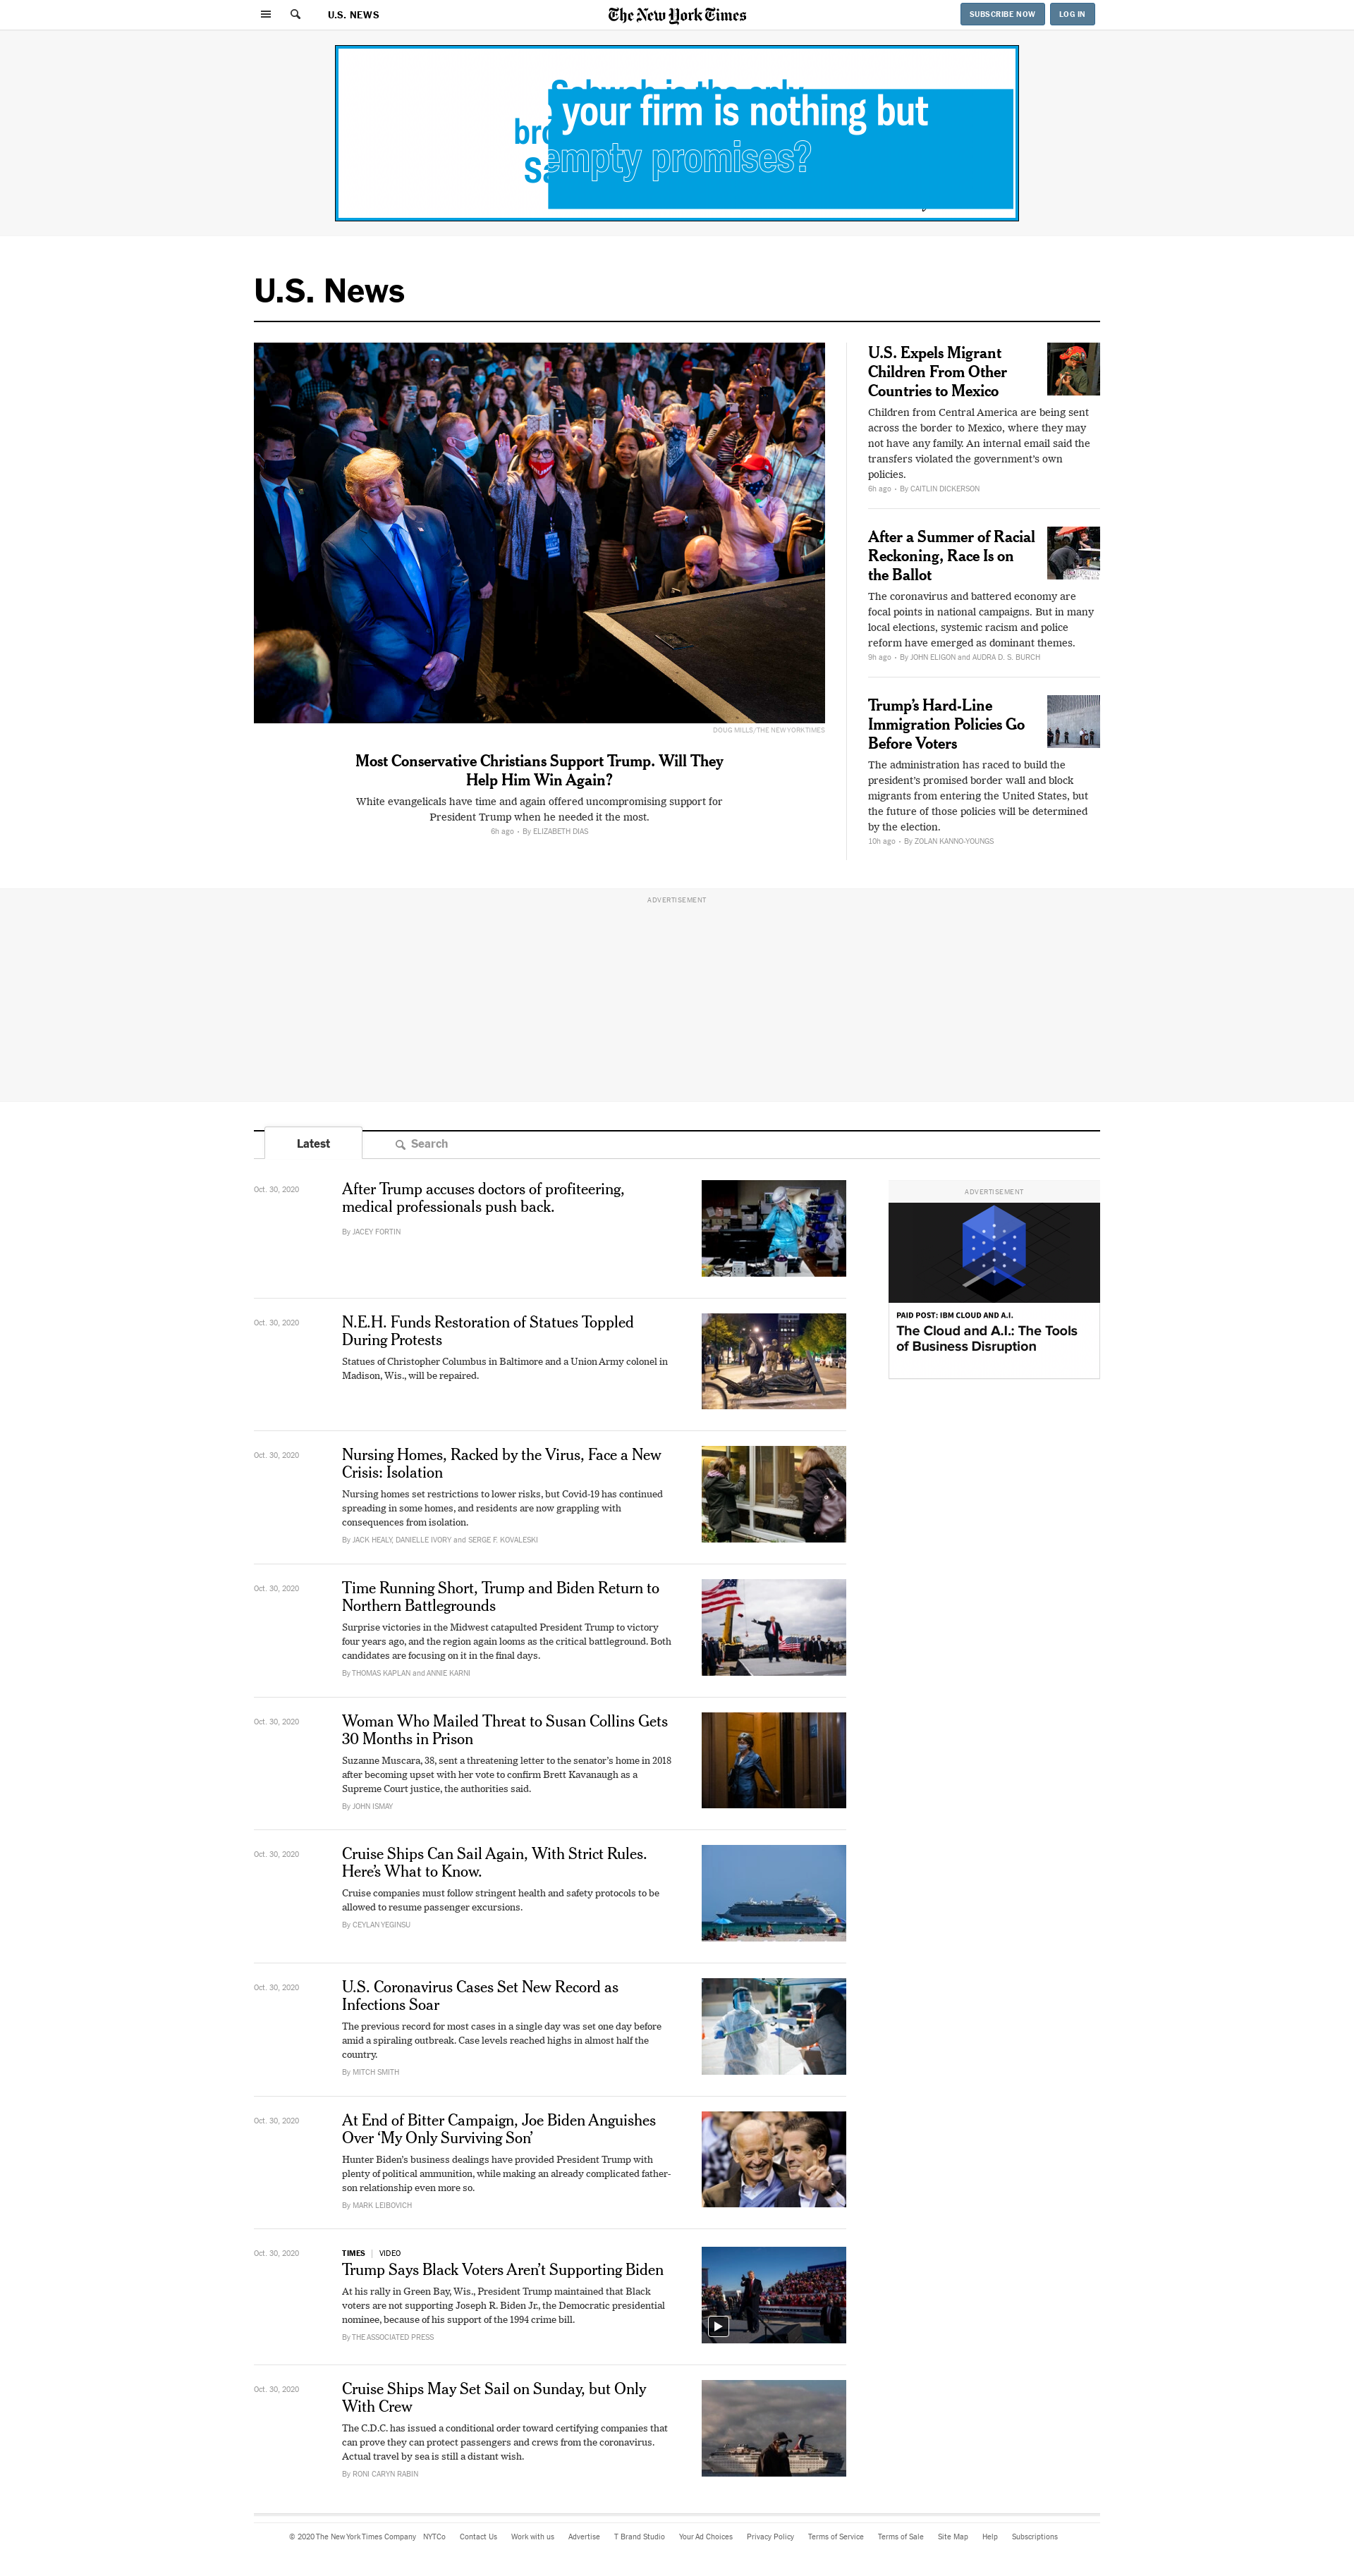 U.S. NEWS
The New York Times
SUBSCRIBE NOW
LOG IN
your firm is nothing but
empty promises?
U.S. News
DOUG MILLS/THE NEW YORK TIMES
Most Conservative Christians Support Trump. Will They
Help Him Win Again?
White evangelicals have time and again offered uncompromising support for
President Trump when he needed it the most.
6h ago • By ELIZABETH DIAS
U.S. Expels Migrant
Children From Other
Countries to Mexico
Children from Central America are being sent
across the border to Mexico, where they may
not have any family. An internal email said the
transfers violated the government’s own
policies.
6h ago • By CAITLIN DICKERSON
After a Summer of Racial
Reckoning, Race Is on
the Ballot
The coronavirus and battered economy are
focal points in national campaigns. But in many
local elections, systemic racism and police
reform have emerged as dominant themes.
9h ago • By JOHN ELIGON and AUDRA D. S. BURCH
Trump’s Hard-Line
Immigration Policies Go
Before Voters
The administration has raced to build the
president’s promised border wall and block
migrants from entering the United States, but
the future of those policies will be determined
by the election.
10h ago • By ZOLAN KANNO-YOUNGS
ADVERTISEMENT
Latest
Search
Oct. 30, 2020
After Trump accuses doctors of profiteering,
medical professionals push back.
By JACEY FORTIN
ADVERTISEMENT
PAID POST: IBM CLOUD AND A.I.
The Cloud and A.I.: The Tools
of Business Disruption
Oct. 30, 2020
N.E.H. Funds Restoration of Statues Toppled
During Protests
Statues of Christopher Columbus in Baltimore and a Union Army colonel in
Madison, Wis., will be repaired.
Oct. 30, 2020
Nursing Homes, Racked by the Virus, Face a New
Crisis: Isolation
Nursing homes set restrictions to lower risks, but Covid-19 has continued
spreading in some homes, and residents are now grappling with
consequences from isolation.
By JACK HEALY, DANIELLE IVORY and SERGE F. KOVALESKI
Oct. 30, 2020
Time Running Short, Trump and Biden Return to
Northern Battlegrounds
Surprise victories in the Midwest catapulted President Trump to victory
four years ago, and the region again looms as the critical battleground. Both
candidates are focusing on it in the final days.
By THOMAS KAPLAN and ANNIE KARNI
Oct. 30, 2020
Woman Who Mailed Threat to Susan Collins Gets
30 Months in Prison
Suzanne Muscara, 38, sent a threatening letter to the senator’s home in 2018
after becoming upset with her vote to confirm Brett Kavanaugh as a
Supreme Court justice, the authorities said.
By JOHN ISMAY
Oct. 30, 2020
Cruise Ships Can Sail Again, With Strict Rules.
Here’s What to Know.
Cruise companies must follow stringent health and safety protocols to be
allowed to resume passenger excursions.
By CEYLAN YEGINSU
Oct. 30, 2020
U.S. Coronavirus Cases Set New Record as
Infections Soar
The previous record for most cases in a single day was set one day before
amid a spiraling outbreak. Case levels reached highs in almost half the
country.
By MITCH SMITH
Oct. 30, 2020
At End of Bitter Campaign, Joe Biden Anguishes
Over ‘My Only Surviving Son’
Hunter Biden’s business dealings have provided President Trump with
plenty of political ammunition, while making an already complicated father-
son relationship even more so.
By MARK LEIBOVICH
Oct. 30, 2020
TIMES | VIDEO
Trump Says Black Voters Aren’t Supporting Biden
At his rally in Green Bay, Wis., President Trump maintained that Black
voters are not supporting Joseph R. Biden Jr., the Democratic presidential
nominee, because of his support of the 1994 crime bill.
By THE ASSOCIATED PRESS
Oct. 30, 2020
Cruise Ships May Set Sail on Sunday, but Only
With Crew
The C.D.C. has issued a conditional order toward certifying companies that
can prove they can protect passengers and crews from the coronavirus.
Actual travel by sea is still a distant wish.
By RONI CARYN RABIN
© 2020 The New York Times Company NYTCo Contact Us Work with us Advertise T Brand Studio Your Ad Choices Privacy Policy Terms of Service Terms of Sale Site Map Help Subscriptions